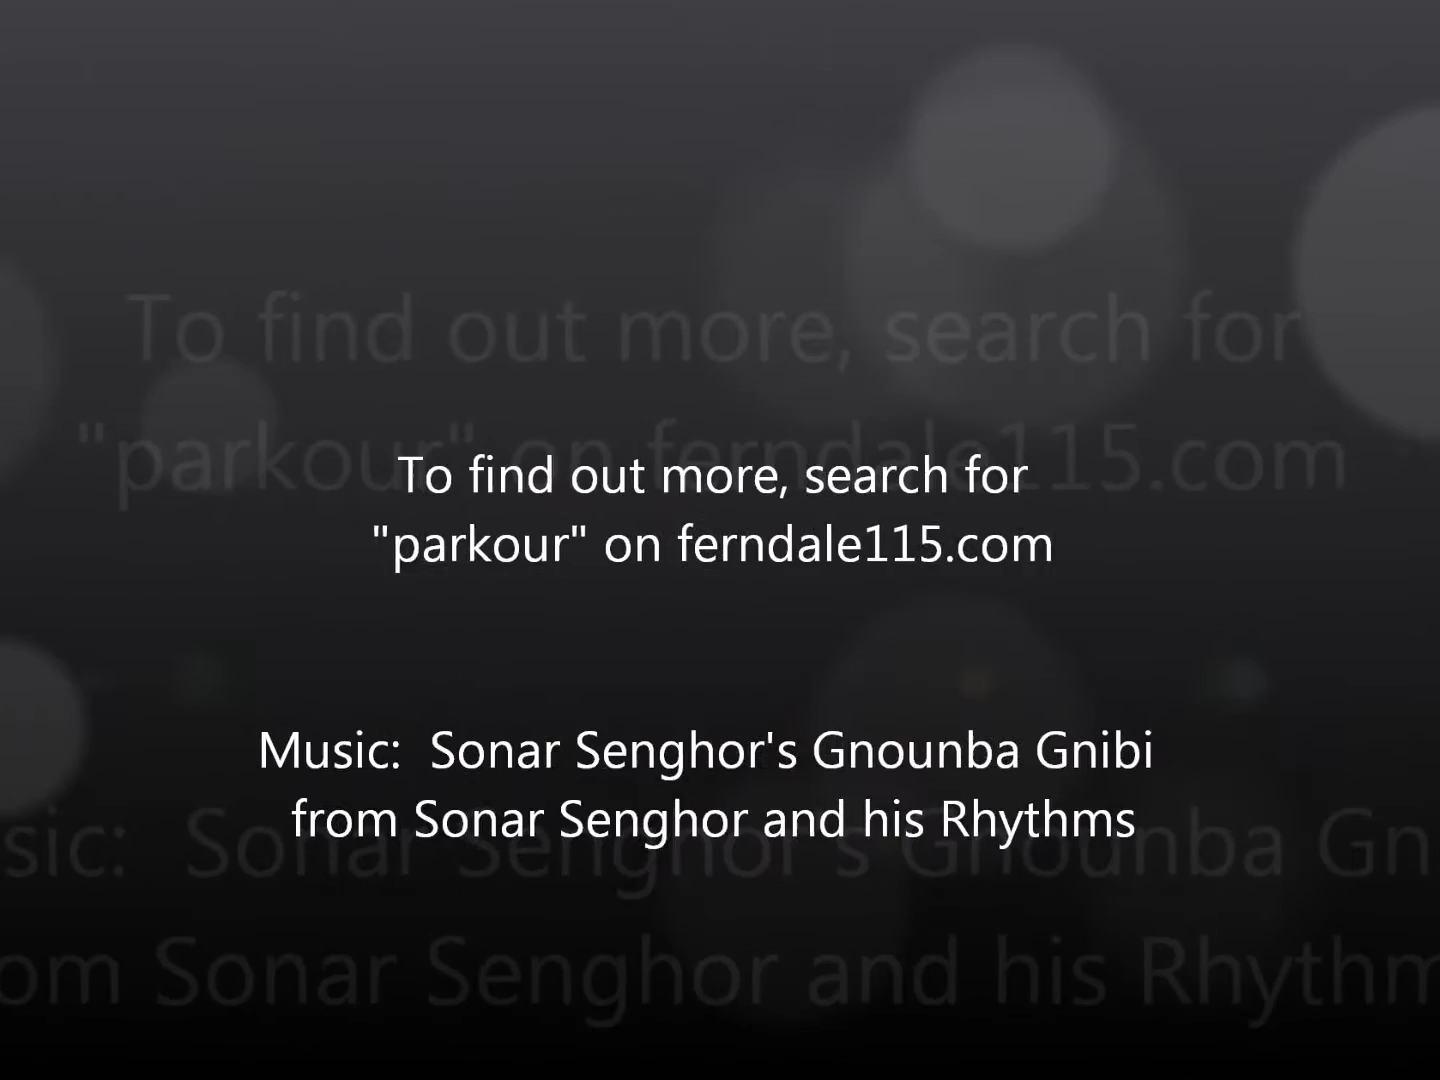 To find out more, search for
"parkour" on ferndale115.com
Music:  Sonar Senghor's Gnounba Gnibi
from Sonar Senghor and his Rhythms